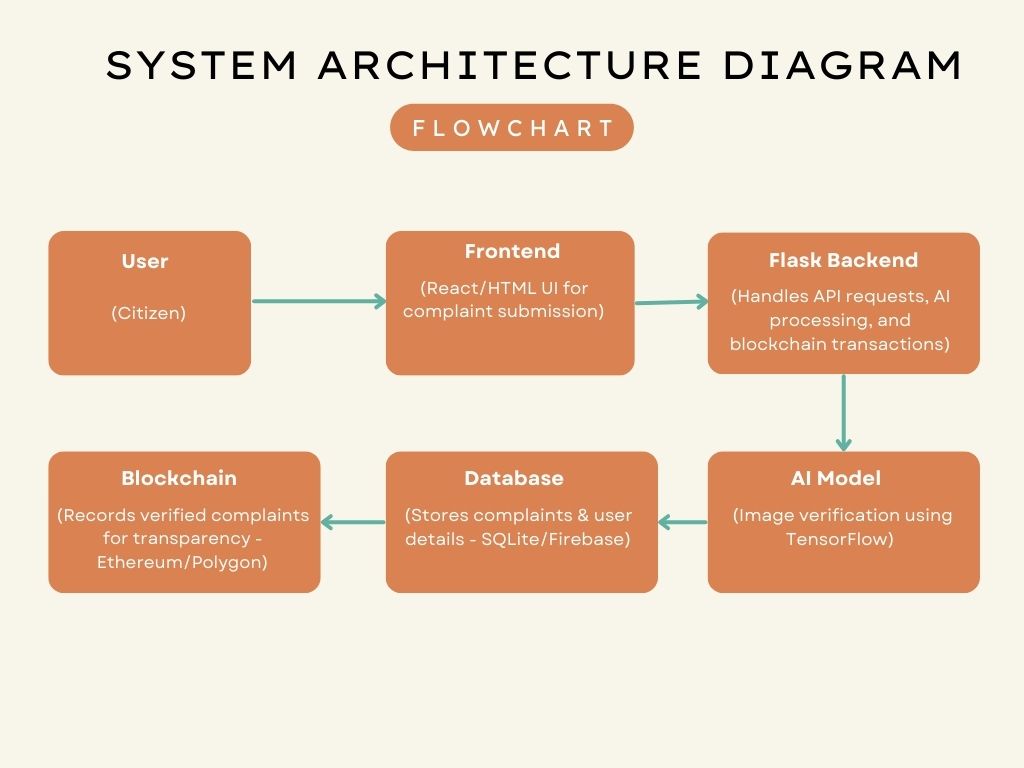 SYSTEM ARCHITECTURE DIAGRAM
FLOWCHART
User
(Citizen)
Frontend
(React/HTML UI for
complaint submission)
Flask Backend
(Handles API requests, AI
processing, and
blockchain transactions)
Blockchain
(Records verified complaints
for transparency -
Ethereum/Polygon)
Database
(Stores complaints & user
details - SQLite/Firebase)
AI Model
(Image verification using
TensorFlow)